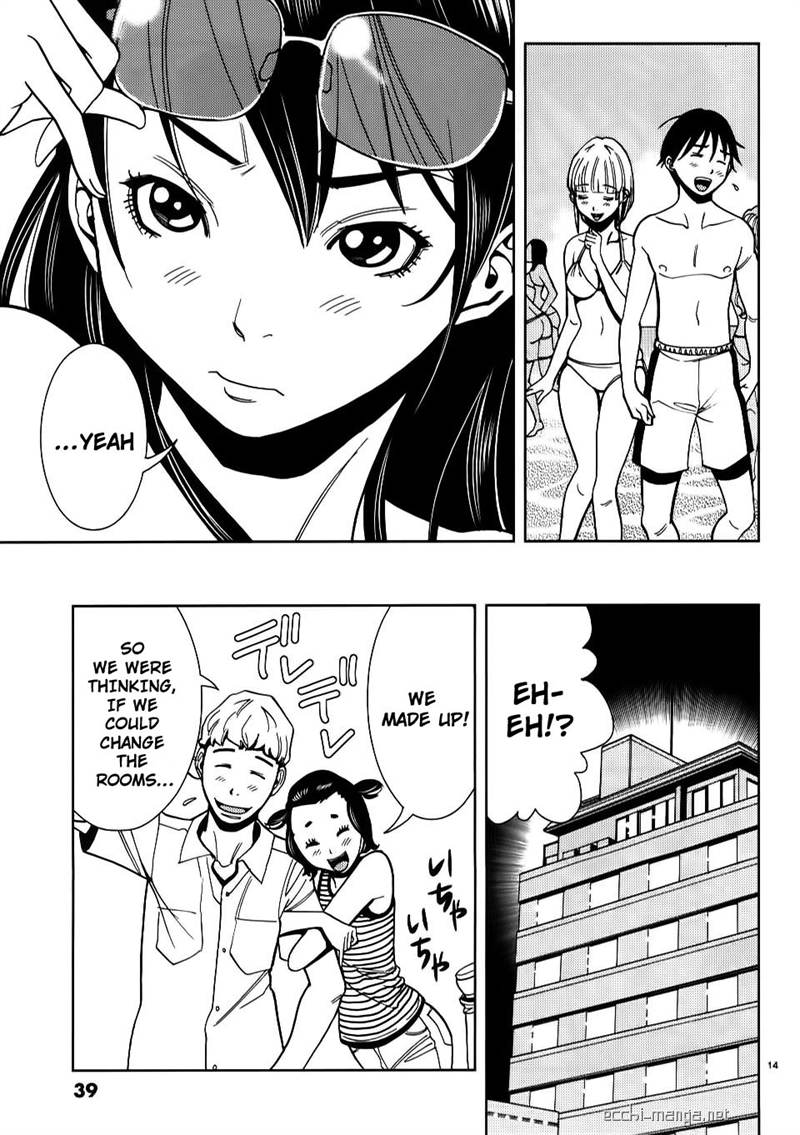 ...YEAH
EH-
EH!?
WE
MADE UP!
SO
WE WERE
THINKING,
IF WE
COULD
CHANGE
THE
ROOMS...
デレデレ
いちゃ
いちゃ
14
39
ecchi-manga.net